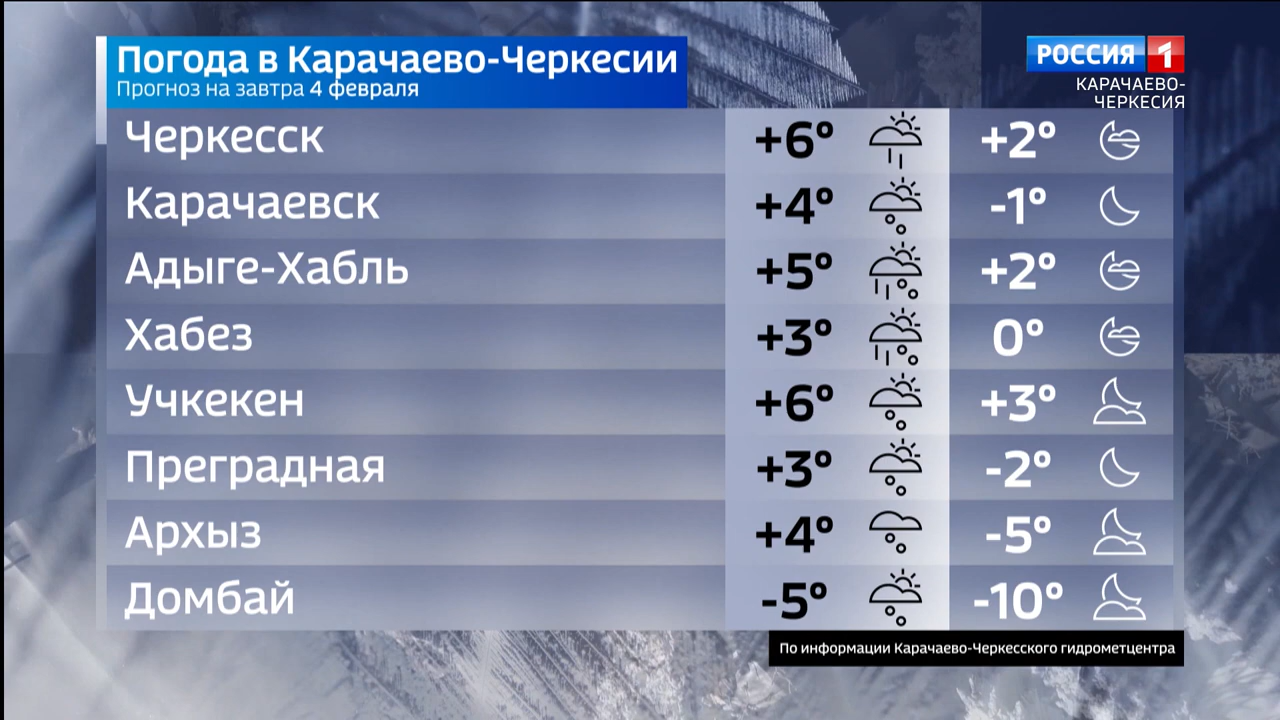 Погода в Карачаево-Черкесии
Прогноз на завтра 4 февраля
РОССИЯ 1
КАРАЧАЕВО-
ЧЕРКЕСИЯ
Черкесск +6° +2°
Карачаевск +4° -1°
Адыге-Хабль +5° +2°
Хабез +3° 0°
Учкекен +6° +3°
Преградная +3° -2°
Архыз +4° -5°
Домбай -5° -10°
По информации Карачаево-Черкесского гидрометцентра